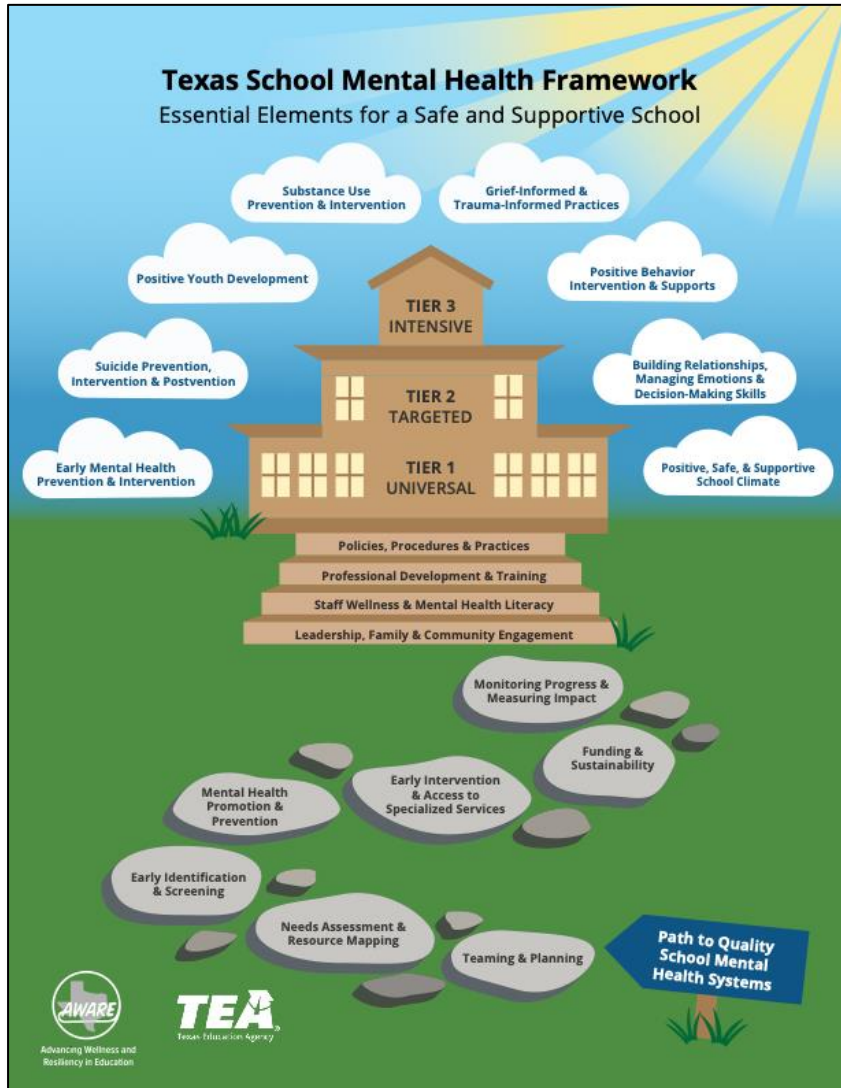 Texas School Mental Health Framework
Essential Elements for a Safe and Supportive School
Substance Use
Prevention & Intervention
Grief-Informed &
Trauma-Informed Practices
Positive Youth Development
Positive Behavior
Intervention & Supports
Suicide Prevention,
Intervention & Postvention
Building Relationships,
Managing Emotions &
Decision-Making Skills
Early Mental Health
Prevention & Intervention
Positive, Safe, & Supportive
School Climate
TIER 3
INTENSIVE
TIER 2
TARGETED
TIER 1
UNIVERSAL
Policies, Procedures & Practices
Professional Development & Training
Staff Wellness & Mental Health Literacy
Leadership, Family & Community Engagement
Monitoring Progress &
Measuring Impact
Funding &
Sustainability
Early Intervention
& Access to
Specialized Services
Mental Health
Promotion &
Prevention
Early Identification
& Screening
Needs Assessment &
Resource Mapping
Teaming & Planning
Path to Quality
School Mental
Health Systems
AWARE
Advancing Wellness and
Resiliency in Education
TEA®
Texas Education Agency